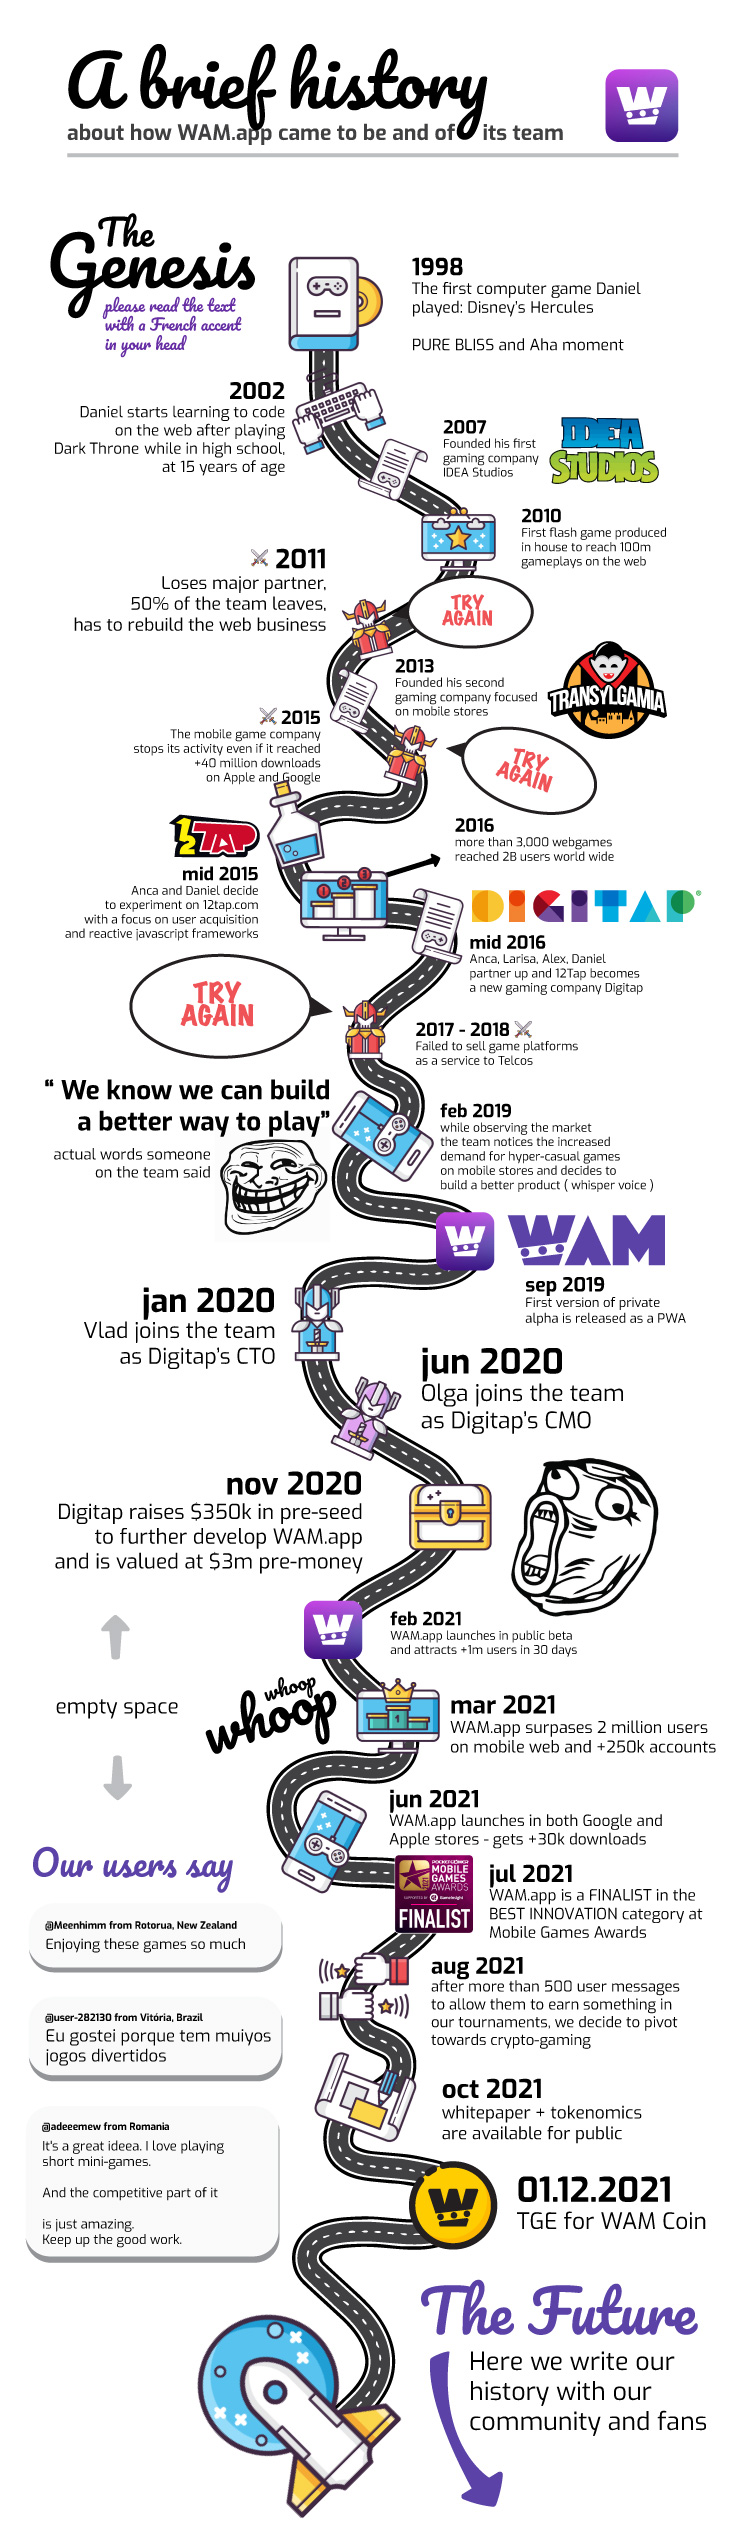 A brief history
about how WAM.app came to be and of its team
W
The
Genesis
please read the text
with a French accent
in your head
1998
The first computer game Daniel
played: Disney's Hercules
PURE BLISS and Aha moment
2002
Daniel starts learning to code
on the web after playing
Dark Throne while in high school,
at 15 years of age
2007
Founded his first
gaming company
IDEA Studios
IDEA
STUDIOS
2010
First flash game produced
in house to reach 100m
gameplays on the web
2011
Loses major partner,
50% of the team leaves,
has to rebuild the web business
TRY
AGAIN
2013
Founded his second
gaming company focused
on mobile stores
TRANSYLGAMIA
2015
The mobile game company
stops its activity even if it reached
+40 million downloads
on Apple and Google
TRY
AGAIN
12TAP
mid 2015
Anca and Daniel decide
to experiment on 12tap.com
with a focus on user acquisition
and reactive javascript frameworks
2016
more than 3,000 webgames
reached 2B users world wide
1 2 3
DIGITAP®
mid 2016
Anca, Larisa, Alex, Daniel
partner up and 12Tap becomes
a new gaming company Digitap
TRY
AGAIN
2017 - 2018
Failed to sell game platforms
as a service to Telcos
“ We know we can build
a better way to play”
actual words someone
on the team said
feb 2019
while observing the market
the team notices the increased
demand for hyper-casual games
on mobile stores and decides to
build a better product ( whisper voice )
W
WAM
sep 2019
First version of private
alpha is released as a PWA
jan 2020
Vlad joins the team
as Digitap's CTO
jun 2020
Olga joins the team
as Digitap's CMO
nov 2020
Digitap raises $350k in pre-seed
to further develop WAM.app
and is valued at $3m pre-money
W
feb 2021
WAM.app launches in public beta
and attracts +1m users in 30 days
empty space
whoop
whoop
1
mar 2021
WAM.app surpases 2 million users
on mobile web and +250k accounts
jun 2021
WAM.app launches in both Google and
Apple stores - gets +30k downloads
POCKETGAMER
MOBILE
GAMES
AWARDS
2021
SUPPORTED BY GameInsight
FINALIST
jul 2021
WAM.app is a FINALIST in the
BEST INNOVATION category at
Mobile Games Awards
Our users say
@Meenhimm from Rotorua, New Zealand
Enjoying these games so much
aug 2021
after more than 500 user messages
to allow them to earn something in
our tournaments, we decide to pivot
towards crypto-gaming
@user-282130 from Vitória, Brazil
Eu gostei porque tem muiyos
jogos divertidos
oct 2021
whitepaper + tokenomics
are available for public
@adeeemew from Romania
It's a great ideea. I love playing
short mini-games.
And the competitive part of it
is just amazing.
Keep up the good work.
W
01.12.2021
TGE for WAM Coin
The Future
Here we write our
history with our
community and fans